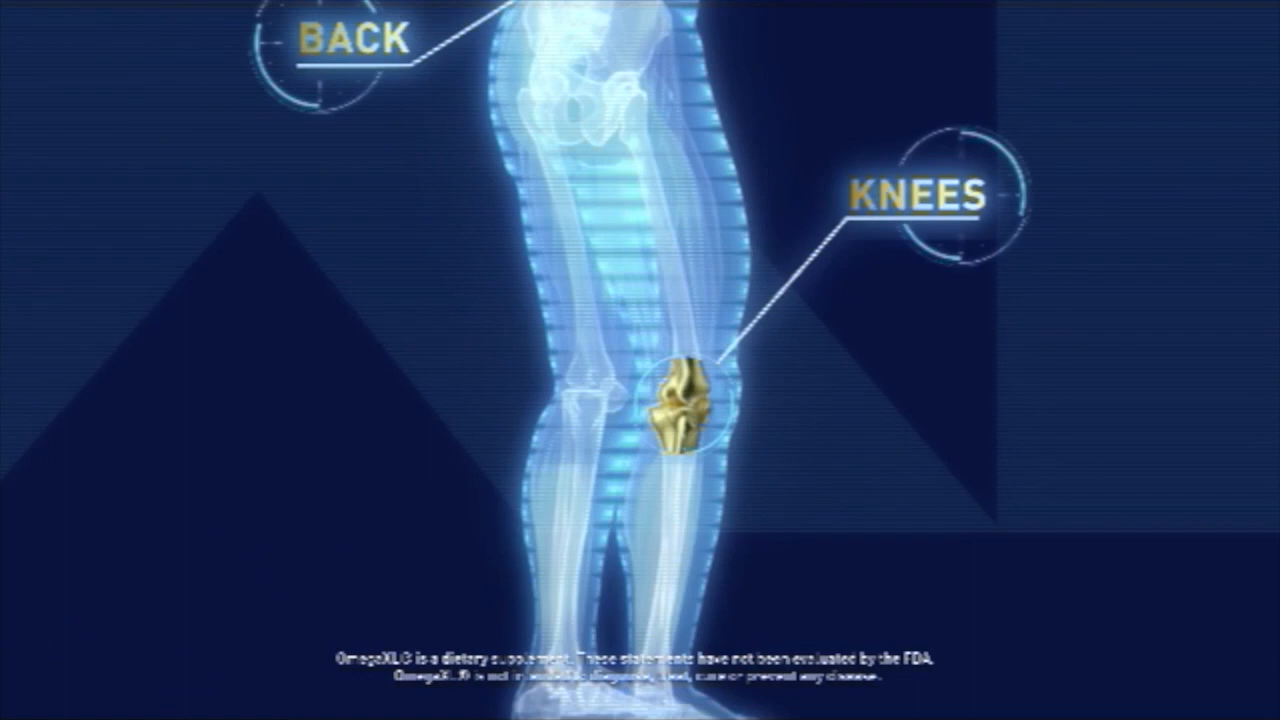 BACK
KNEES
OmegaXL® is a dietary supplement. These statements have not been evaluated by the FDA.
OmegaXL® is not intended to diagnose, treat, cure or prevent any disease.